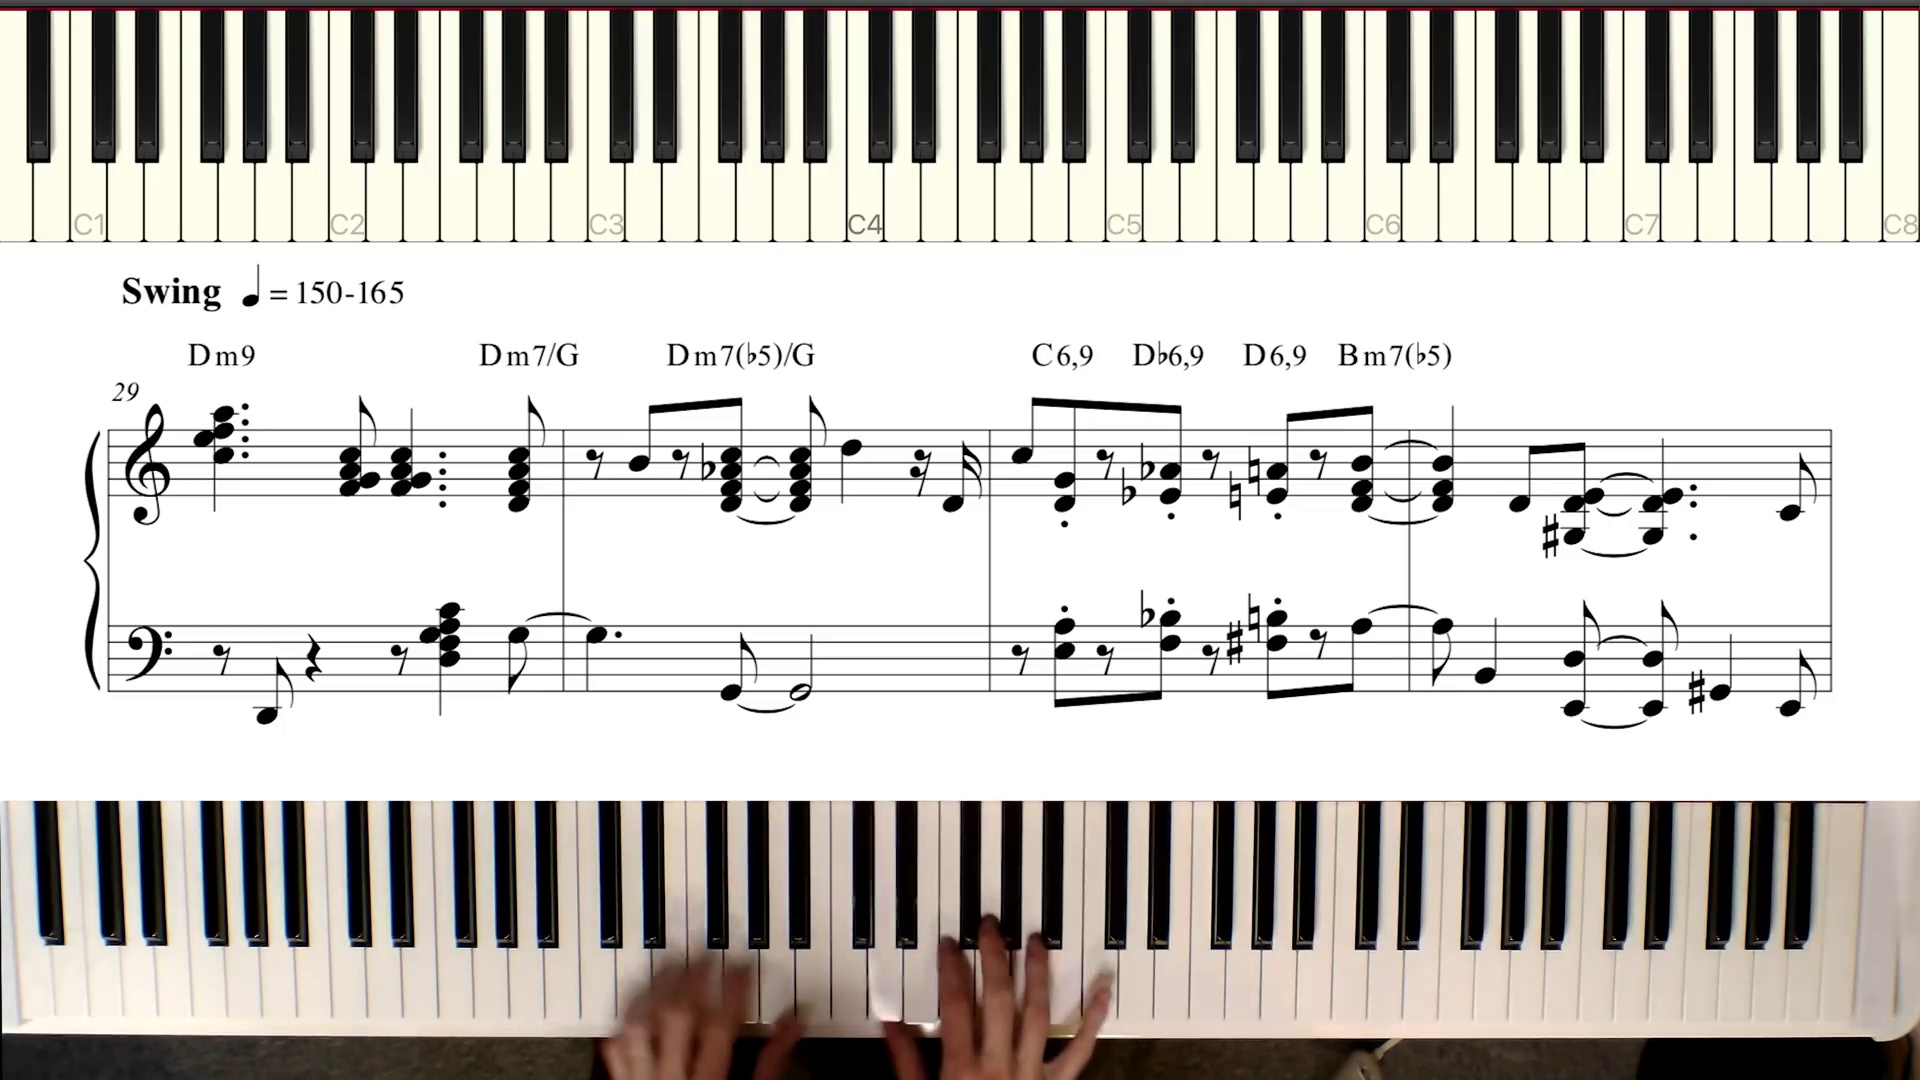 C1 C2 C3 C4 C5 C6 C7 C8
Swing ♩ = 150-165
Dm9 Dm7/G Dm7(♭5)/G C6,9 D♭6,9 D6,9 Bm7(♭5)
29